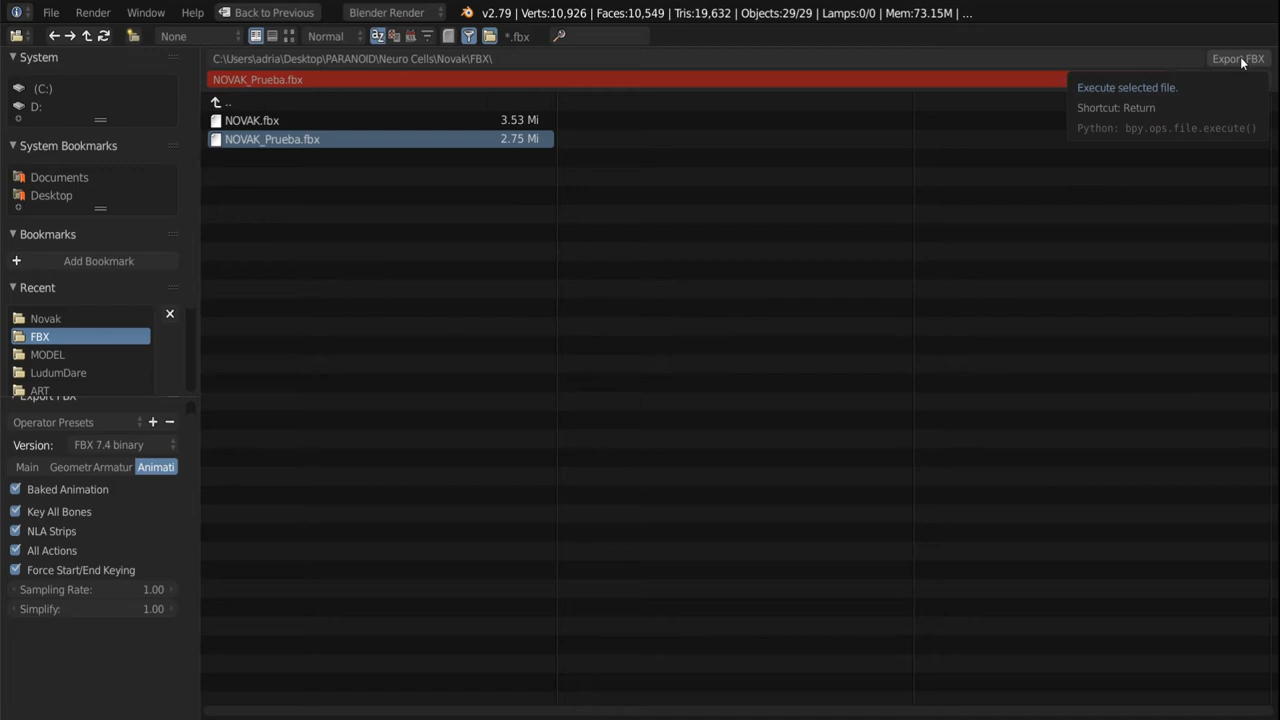 File Render Window Help Back to Previous Blender Render v2.79 | Verts:10,926 | Faces:10,549 | Tris:19,632 | Objects:29/29 | Lamps:0/0 | Mem:73.15M | ...
None Normal *.fbx
System
(C:)
D:
System Bookmarks
Documents
Desktop
Bookmarks
Add Bookmark
Recent
Novak
FBX
MODEL
LudumDare
ART
Export FBX
Operator Presets
Version: FBX 7.4 binary
Main Geometr Armatur Animati
Baked Animation
Key All Bones
NLA Strips
All Actions
Force Start/End Keying
Sampling Rate: 1.00
Simplify: 1.00
C:\Users\adria\Desktop\PARANOID\Neuro Cells\Novak\FBX\ Export FBX
NOVAK_Prueba.fbx
..
NOVAK.fbx 3.53 Mi
NOVAK_Prueba.fbx 2.75 Mi
Execute selected file.
Shortcut: Return
Python: bpy.ops.file.execute()